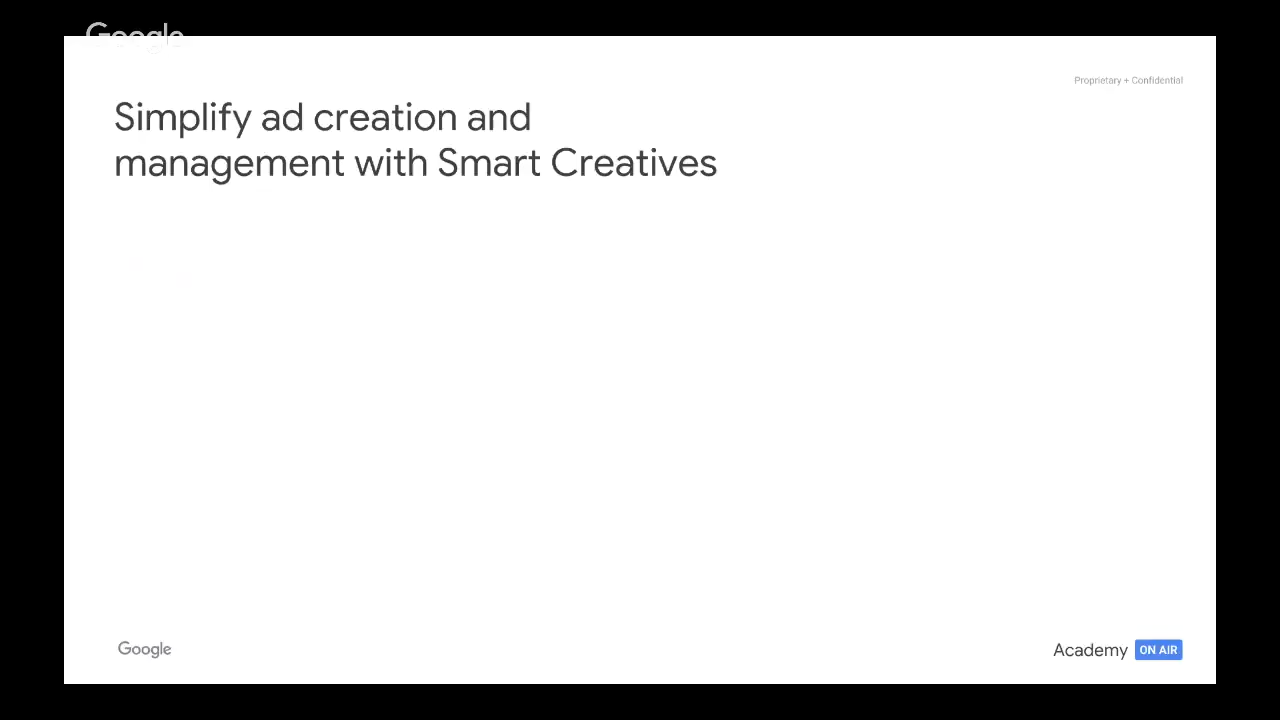 Google
Proprietary + Confidential
Simplify ad creation and
management with Smart Creatives
Google
Academy ON AIR